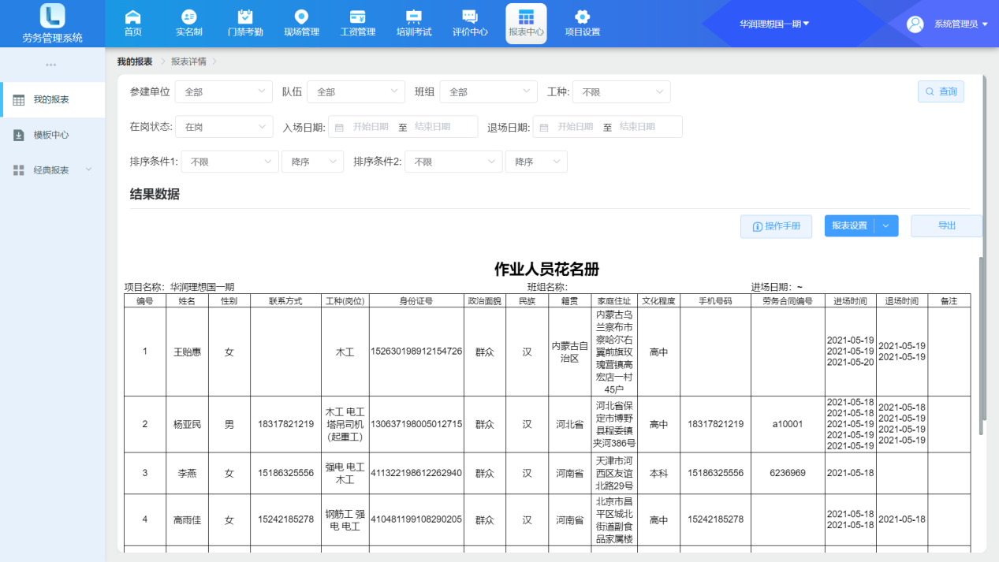 劳务管理系统
首页 实名制 门禁考勤 现场管理 工资管理 培训考试 评价中心 报表中心 项目设置 华润理想国一期 系统管理员
...
我的报表
模板中心
经典报表
我的报表 > 报表详情 >
参建单位 全部 队伍 全部 班组 全部 工种: 不限 查询
在岗状态: 在岗 入场日期: 开始日期 至 结束日期 退场日期: 开始日期 至 结束日期
排序条件1: 不限 降序 排序条件2: 不限 降序
结果数据
操作手册 报表设置 导出
作业人员花名册
项目名称: 华润理想国一期 班组名称: 进场日期: ~
编号 姓名 性别 联系方式 工种(岗位) 身份证号 政治面貌 民族 籍贯 家庭住址 文化程度 手机号码 劳务合同编号 进场时间 退场时间 备注
1 王贻惠 女 木工 152630198912154726 群众 汉
内蒙古自
治区
内蒙古乌
兰察布市
察哈尔右
翼前旗玫
瑰营镇高
宏店一村
45户
高中
2021-05-19
2021-05-19
2021-05-20
2021-05-19
2021-05-19
2 杨亚民 男 18317821219
木工 电工
塔吊司机
(起重工)
130637198005012715 群众 汉 河北省
河北省保
定市博野
县程委镇
夹河386号
高中 18317821219 a10001
2021-05-18
2021-05-18
2021-05-19
2021-05-19
2021-05-19
2021-05-18
2021-05-19
2021-05-19
2021-05-19
3 李燕 女 15186325556
强电 电工
木工
411322198612262940 群众 汉 河南省
天津市河
西区友谊
北路29号
本科 15186325556 6236969 2021-05-18
4 高雨佳 女 15242185278
钢筋工 强
电 电工
410481199108290205 群众 汉 河南省
北京市昌
平区城北
街道副食
品家属楼
高中 15242185278
2021-05-18
2021-05-18
2021-05-18